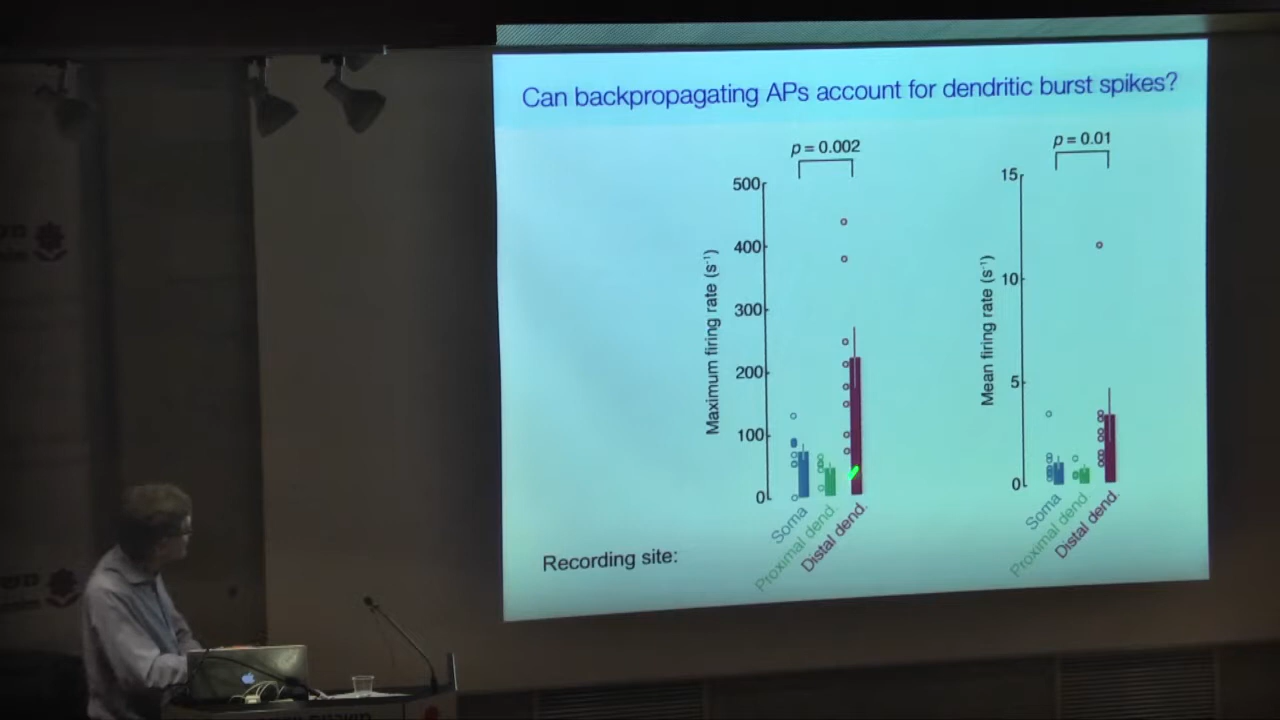 Can backpropagating APs account for dendritic burst spikes?
p = 0.002
500
400
300
200
100
0
Maximum firing rate (s⁻¹)
Soma
Proximal dend.
Distal dend.
p = 0.01
15
10
5
0
Mean firing rate (s⁻¹)
Soma
Proximal dend.
Distal dend.
Recording site: